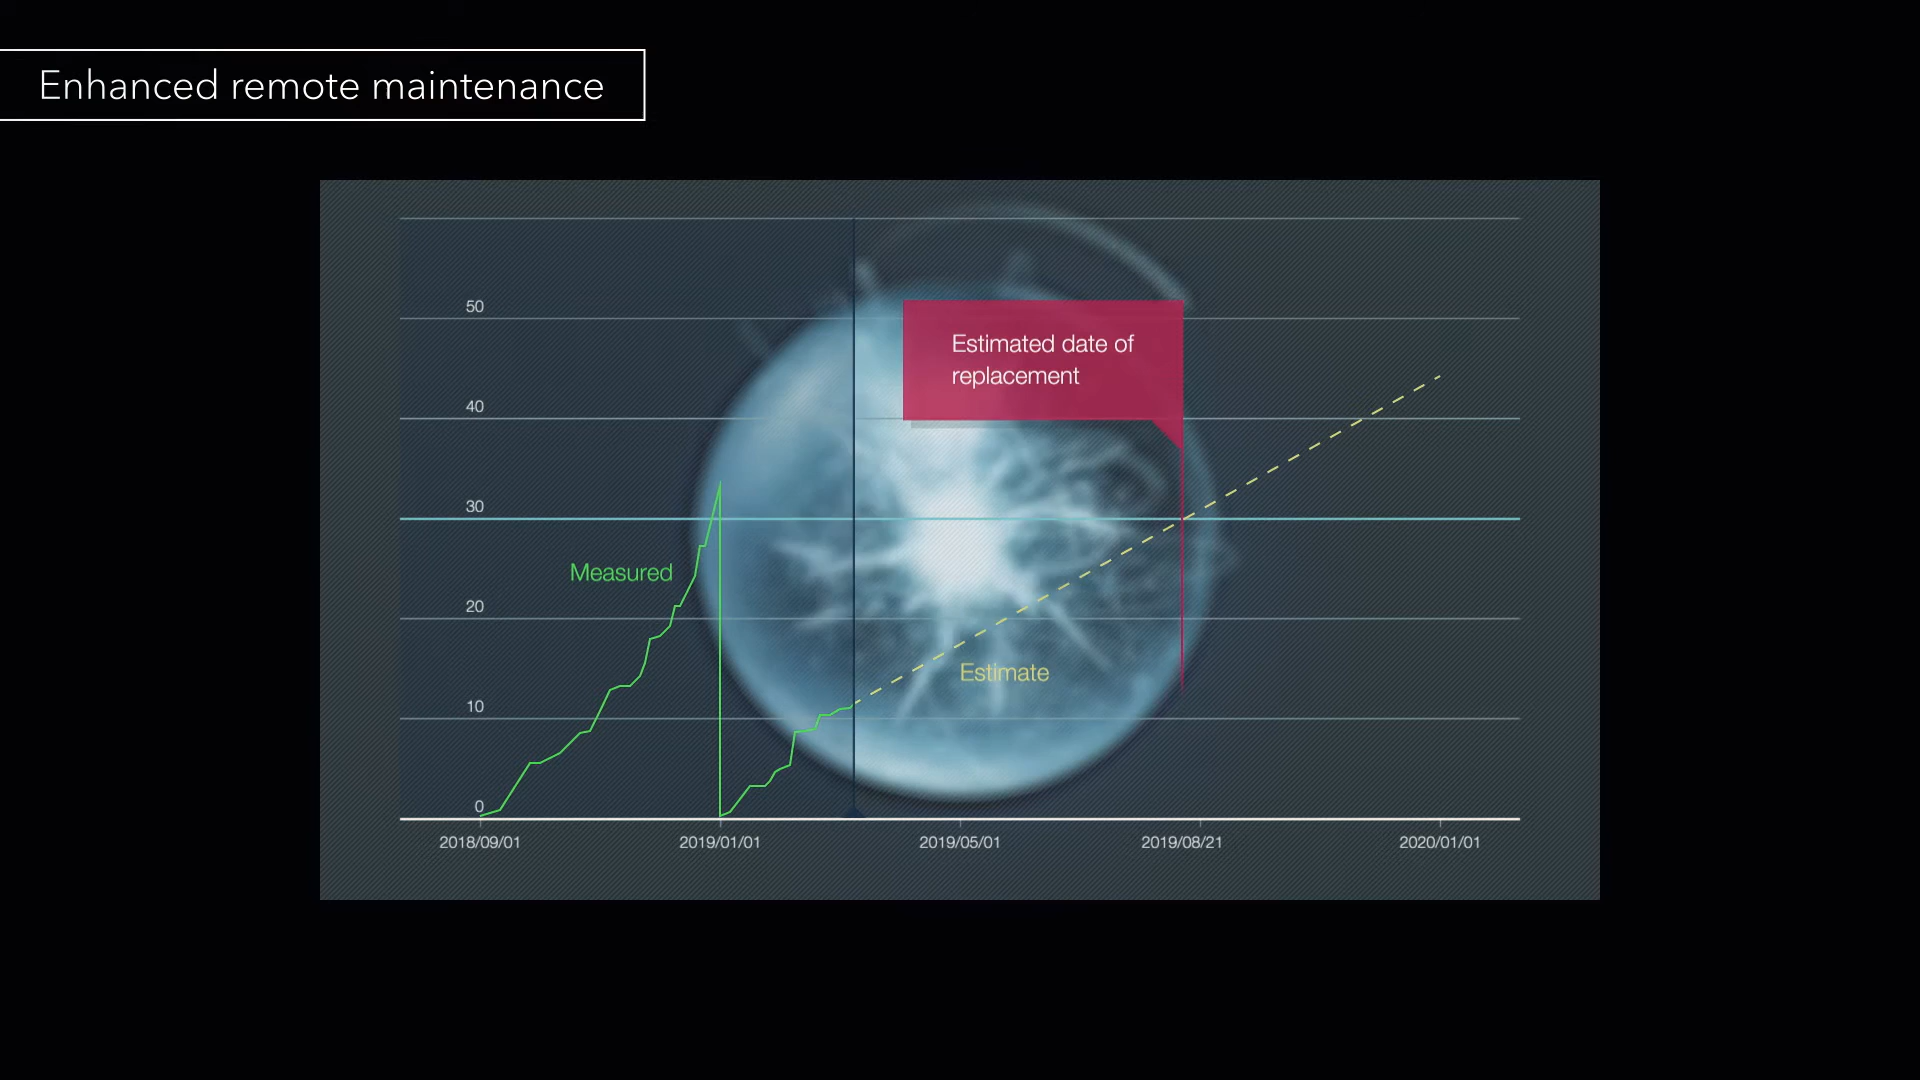 Enhanced remote maintenance
50
Estimated date of
replacement
40
30
Measured
20
Estimate
10
0
2018/09/01 2019/01/01 2019/05/01 2019/08/21 2020/01/01